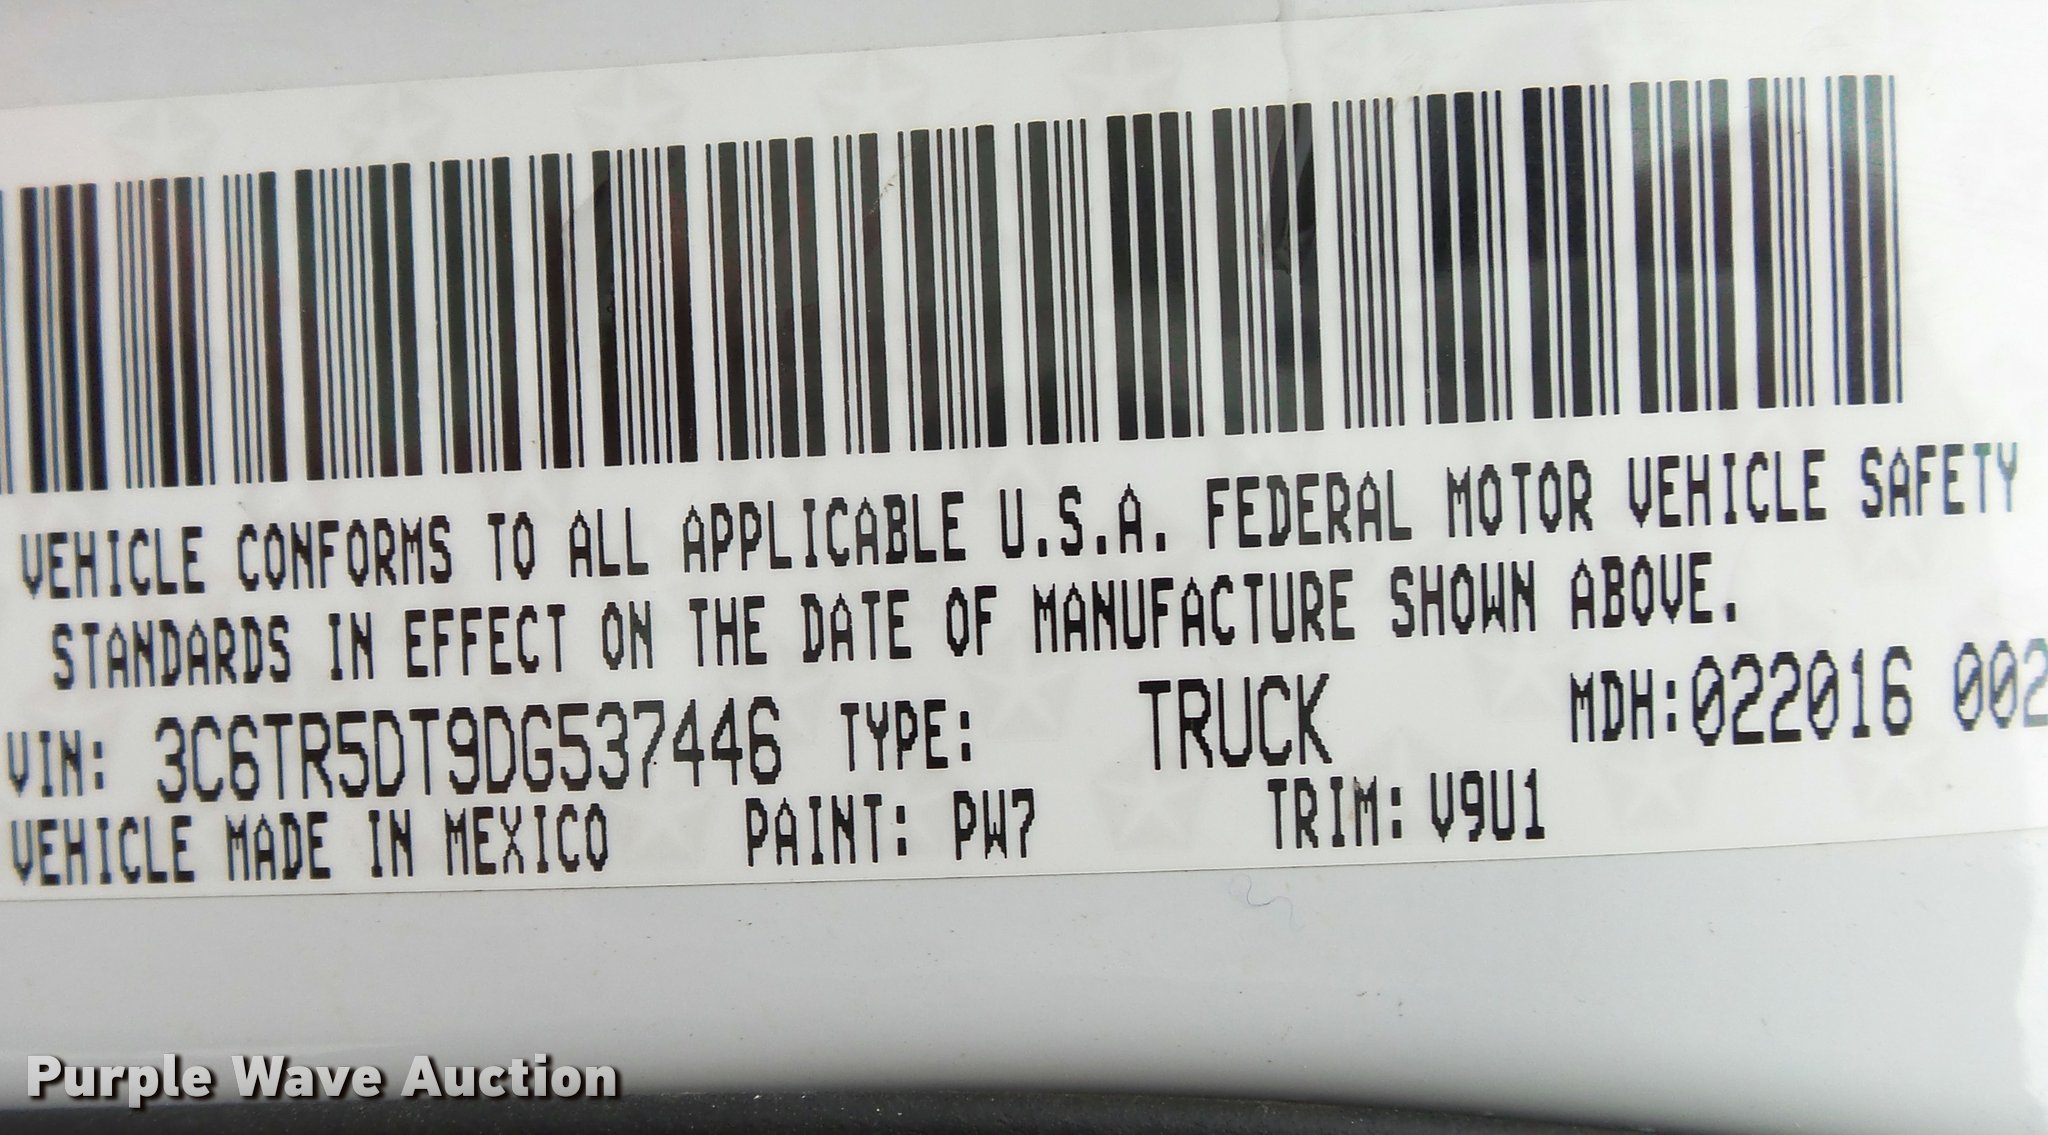 VEHICLE CONFORMS TO ALL APPLICABLE U.S.A. FEDERAL MOTOR VEHICLE SAFETY
STANDARDS IN EFFECT ON THE DATE OF MANUFACTURE SHOWN ABOVE.
VIN: 3C6TR5DT9DG537446 TYPE: TRUCK MDH:022016 002
VEHICLE MADE IN MEXICO PAINT: PW7 TRIM: V9U1
Purple Wave Auction